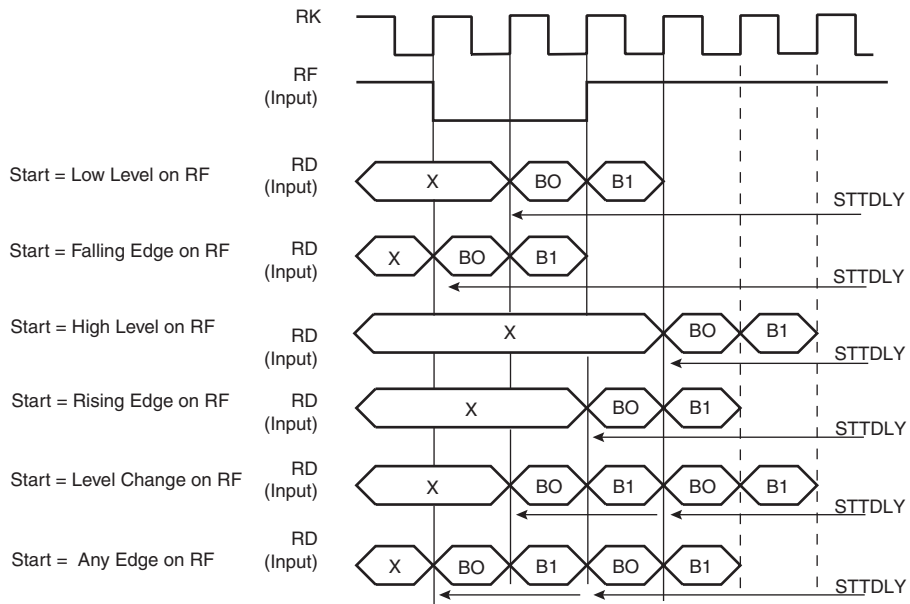 RK
RF
(Input)
Start = Low Level on RF
RD
(Input)
X
BO
B1
STTDLY
Start = Falling Edge on RF
RD
(Input)
X
BO
B1
STTDLY
Start = High Level on RF
RD
(Input)
X
BO
B1
STTDLY
Start = Rising Edge on RF
RD
(Input)
X
BO
B1
STTDLY
Start = Level Change on RF
RD
(Input)
X
BO
B1
BO
B1
STTDLY
Start = Any Edge on RF
RD
(Input)
X
BO
B1
BO
B1
STTDLY